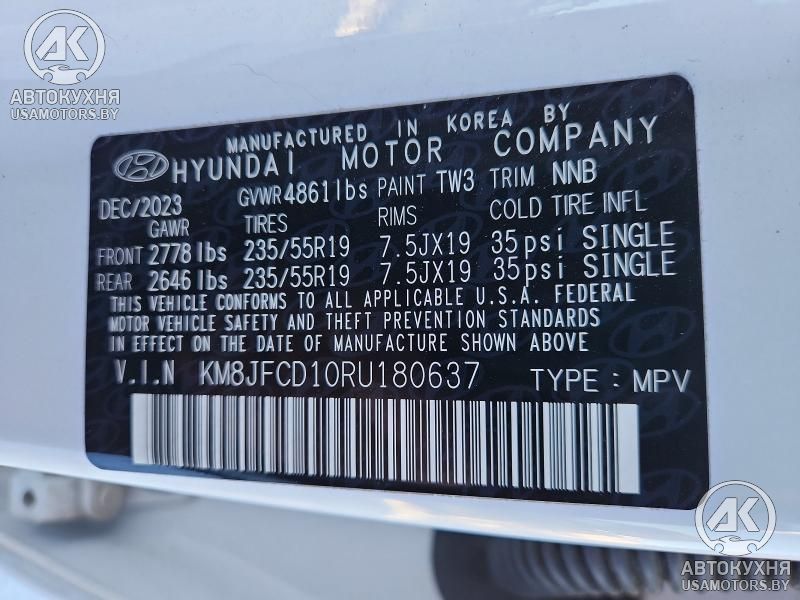 AK
АВТОКУХНЯ
USAMOTORS.BY
MANUFACTURED IN KOREA BY
HYUNDAI MOTOR COMPANY
DEC/2023 GVWR 4861lbs PAINT TW3 TRIM NNB
GAWR TIRES RIMS COLD TIRE INFL
FRONT 2778 lbs 235/55R19 7.5JX19 35psi SINGLE
REAR 2646 lbs 235/55R19 7.5JX19 35psi SINGLE
THIS VEHICLE CONFORMS TO ALL APPLICABLE U.S.A. FEDERAL
MOTOR VEHICLE SAFETY AND THEFT PREVENTION STANDARDS
IN EFFECT ON THE DATE OF MANUFACTURE SHOWN ABOVE
V.I.N KM8JFCD10RU180637 TYPE : MPV
AK
АВТОКУХНЯ
USAMOTORS.BY